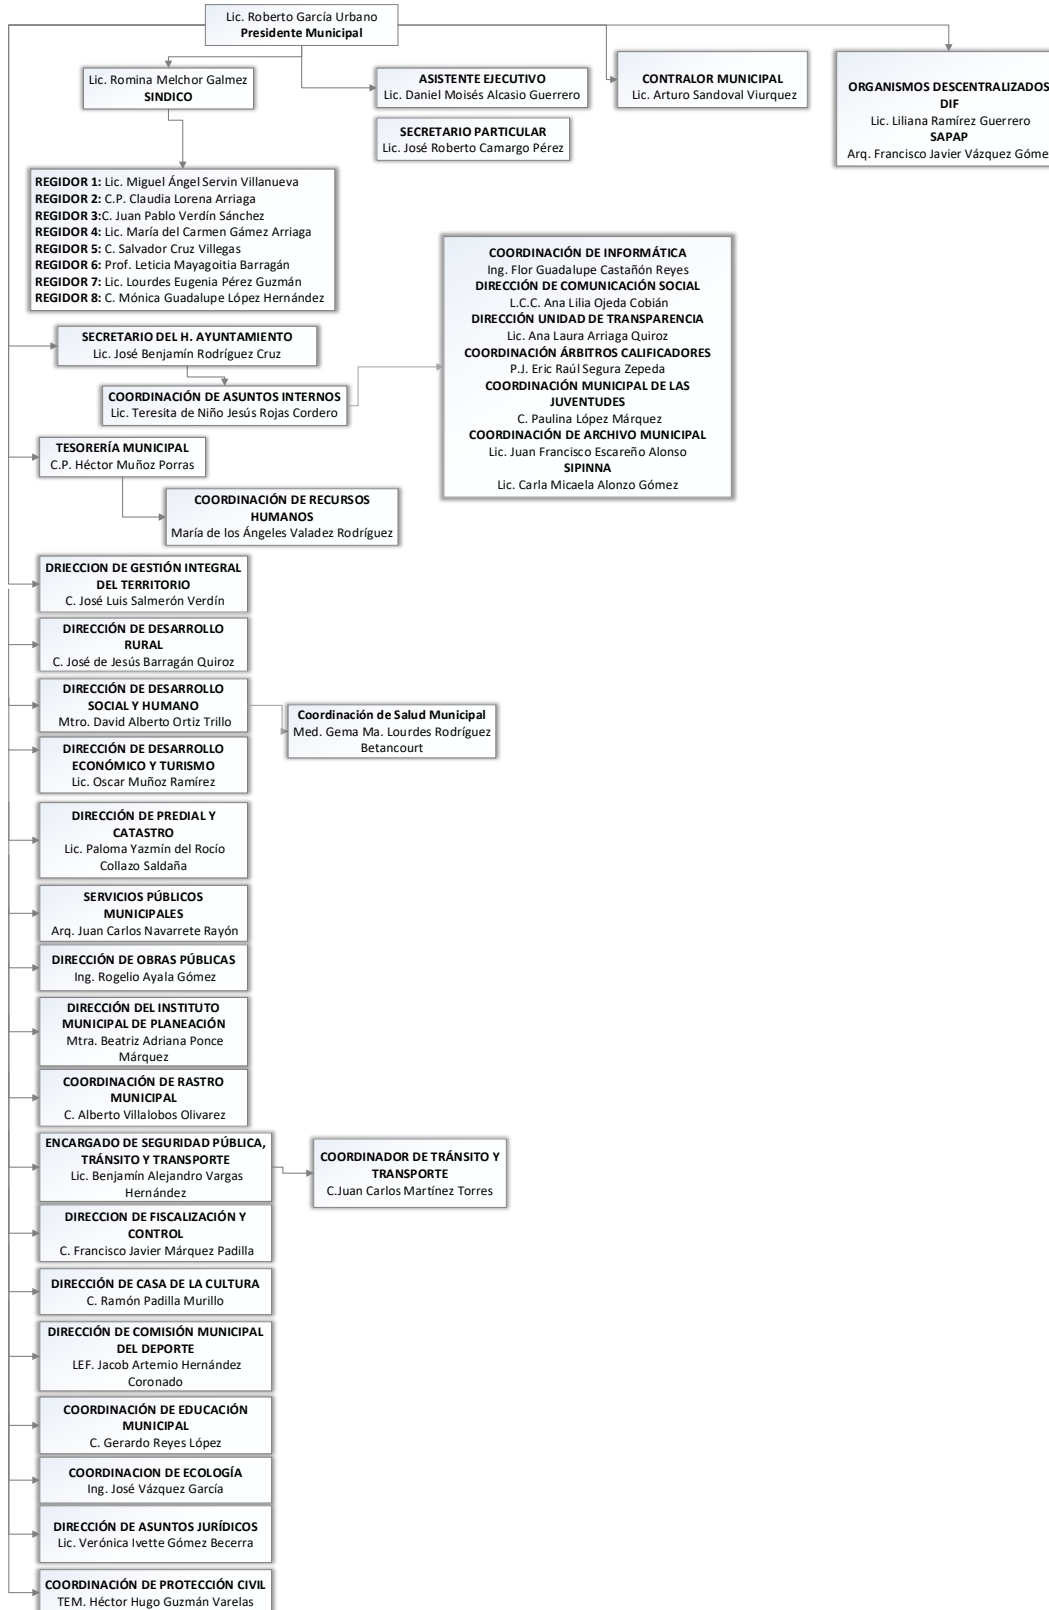 Lic. Roberto García Urbano
Presidente Municipal
Lic. Romina Melchor Galmez
SINDICO
ASISTENTE EJECUTIVO
Lic. Daniel Moisés Alcasio Guerrero
CONTRALOR MUNICIPAL
Lic. Arturo Sandoval Viurquez
ORGANISMOS DESCENTRALIZADOS
DIF
Lic. Liliana Ramírez Guerrero
SAPAP
Arq. Francisco Javier Vázquez Góme
SECRETARIO PARTICULAR
Lic. José Roberto Camargo Pérez
REGIDOR 1: Lic. Miguel Ángel Servin Villanueva
REGIDOR 2: C.P. Claudia Lorena Arriaga
REGIDOR 3:C. Juan Pablo Verdín Sánchez
REGIDOR 4: Lic. María del Carmen Gámez Arriaga
REGIDOR 5: C. Salvador Cruz Villegas
REGIDOR 6: Prof. Leticia Mayagoitia Barragán
REGIDOR 7: Lic. Lourdes Eugenia Pérez Guzmán
REGIDOR 8: C. Mónica Guadalupe López Hernández
SECRETARIO DEL H. AYUNTAMIENTO
Lic. José Benjamín Rodríguez Cruz
COORDINACIÓN DE ASUNTOS INTERNOS
Lic. Teresita de Niño Jesús Rojas Cordero
COORDINACIÓN DE INFORMÁTICA
Ing. Flor Guadalupe Castañón Reyes
DIRECCIÓN DE COMUNICACIÓN SOCIAL
L.C.C. Ana Lilia Ojeda Cobián
DIRECCIÓN UNIDAD DE TRANSPARENCIA
Lic. Ana Laura Arriaga Quiroz
COORDINACIÓN ÁRBITROS CALIFICADORES
P.J. Eric Raúl Segura Zepeda
COORDINACIÓN MUNICIPAL DE LAS
JUVENTUDES
C. Paulina López Márquez
COORDINACIÓN DE ARCHIVO MUNICIPAL
Lic. Juan Francisco Escareño Alonso
SIPINNA
Lic. Carla Micaela Alonzo Gómez
TESORERÍA MUNICIPAL
C.P. Héctor Muñoz Porras
COORDINACIÓN DE RECURSOS
HUMANOS
María de los Ángeles Valadez Rodríguez
DRIECCION DE GESTIÓN INTEGRAL
DEL TERRITORIO
C. José Luis Salmerón Verdín
DIRECCIÓN DE DESARROLLO
RURAL
C. José de Jesús Barragán Quiroz
DIRECCIÓN DE DESARROLLO
SOCIAL Y HUMANO
Mtro. David Alberto Ortiz Trillo
Coordinación de Salud Municipal
Med. Gema Ma. Lourdes Rodríguez
Betancourt
DIRECCIÓN DE DESARROLLO
ECONÓMICO Y TURISMO
Lic. Oscar Muñoz Ramírez
DIRECCIÓN DE PREDIAL Y
CATASTRO
Lic. Paloma Yazmín del Rocío
Collazo Saldaña
SERVICIOS PÚBLICOS
MUNICIPALES
Arq. Juan Carlos Navarrete Rayón
DIRECCIÓN DE OBRAS PÚBLICAS
Ing. Rogelio Ayala Gómez
DIRECCIÓN DEL INSTITUTO
MUNICIPAL DE PLANEACIÓN
Mtra. Beatriz Adriana Ponce
Márquez
COORDINACIÓN DE RASTRO
MUNICIPAL
C. Alberto Villalobos Olivarez
ENCARGADO DE SEGURIDAD PÚBLICA,
TRÁNSITO Y TRANSPORTE
Lic. Benjamín Alejandro Vargas
Hernández
COORDINADOR DE TRÁNSITO Y
TRANSPORTE
C.Juan Carlos Martínez Torres
DIRECCION DE FISCALIZACIÓN Y
CONTROL
C. Francisco Javier Márquez Padilla
DIRECCIÓN DE CASA DE LA CULTURA
C. Ramón Padilla Murillo
DIRECCIÓN DE COMISIÓN MUNICIPAL
DEL DEPORTE
LEF. Jacob Artemio Hernández
Coronado
COORDINACIÓN DE EDUCACIÓN
MUNICIPAL
C. Gerardo Reyes López
COORDINACION DE ECOLOGÍA
Ing. José Vázquez García
DIRECCIÓN DE ASUNTOS JURÍDICOS
Lic. Verónica Ivette Gómez Becerra
COORDINACIÓN DE PROTECCIÓN CIVIL
TEM. Héctor Hugo Guzmán Varelas